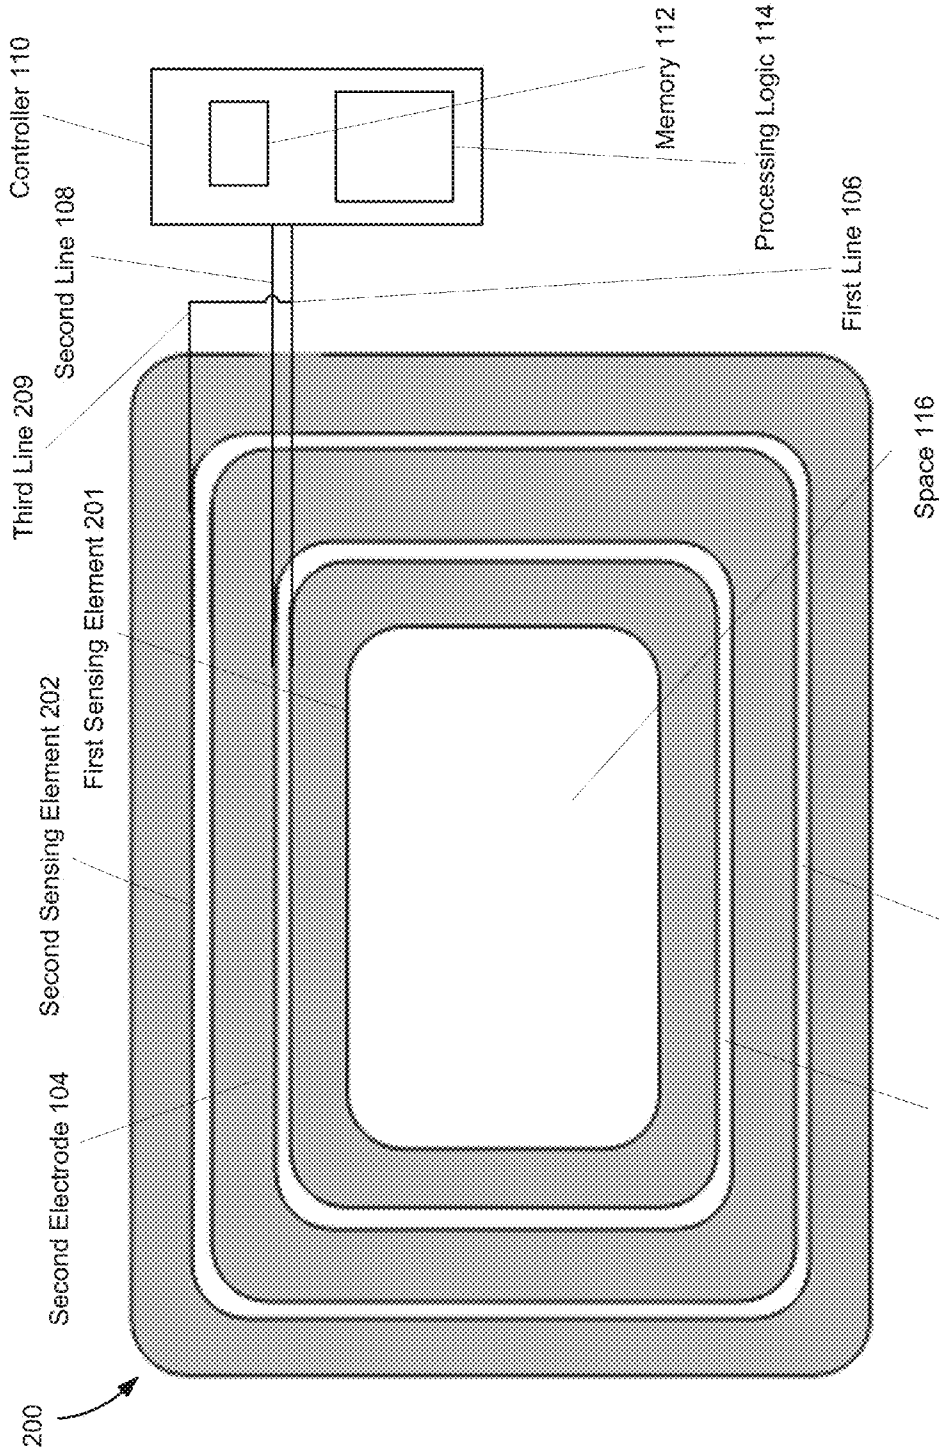 200
Second Electrode 104
Second Sensing Element 202
First Sensing Element 201
Third Line 209
Second Line 108
Controller 110
Memory 112
Processing Logic 114
First Line 106
Space 116